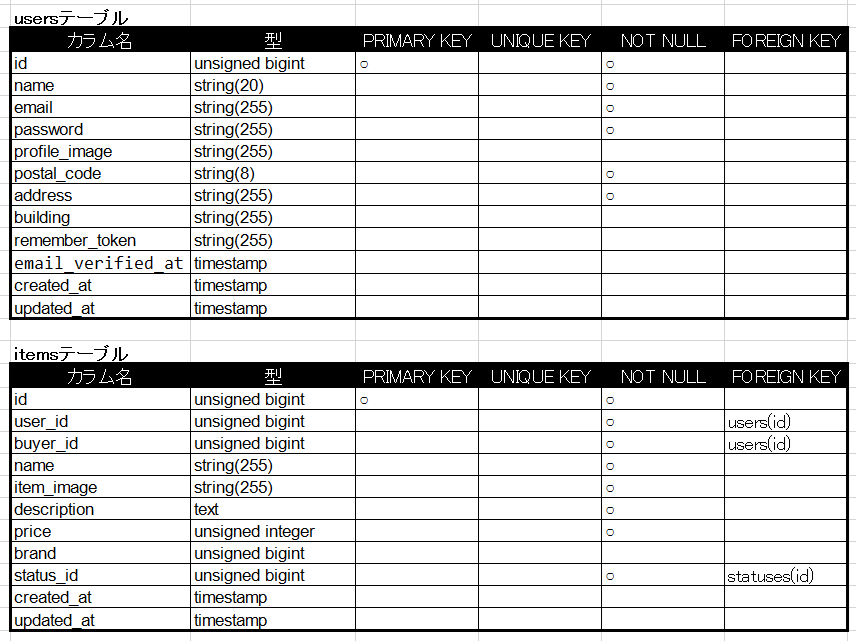 usersテーブル
カラム名 型 PRIMARY KEY UNIQUE KEY NOT NULL FOREIGN KEY
id unsigned bigint ○ ○
name string(20) ○
email string(255) ○
password string(255) ○
profile_image string(255)
postal_code string(8) ○
address string(255) ○
building string(255)
remember_token string(255)
email_verified_at timestamp
created_at timestamp
updated_at timestamp
itemsテーブル
カラム名 型 PRIMARY KEY UNIQUE KEY NOT NULL FOREIGN KEY
id unsigned bigint ○ ○
user_id unsigned bigint ○ users(id)
buyer_id unsigned bigint ○ users(id)
name string(255) ○
item_image string(255) ○
description text ○
price unsigned integer ○
brand unsigned bigint
status_id unsigned bigint ○ statuses(id)
created_at timestamp
updated_at timestamp